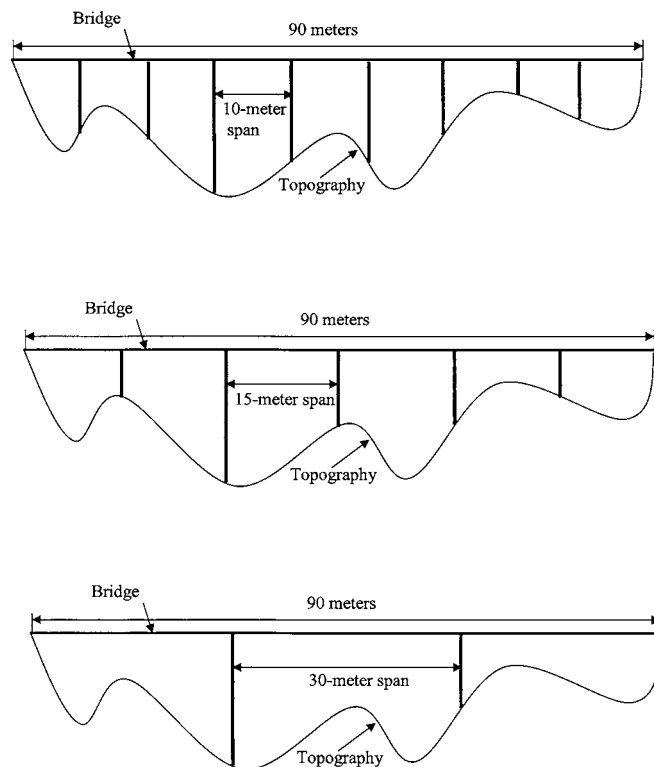 Bridge
90 meters
10-meter
span
Topography
Bridge
90 meters
15-meter span
Topography
Bridge
90 meters
30-meter span
Topography